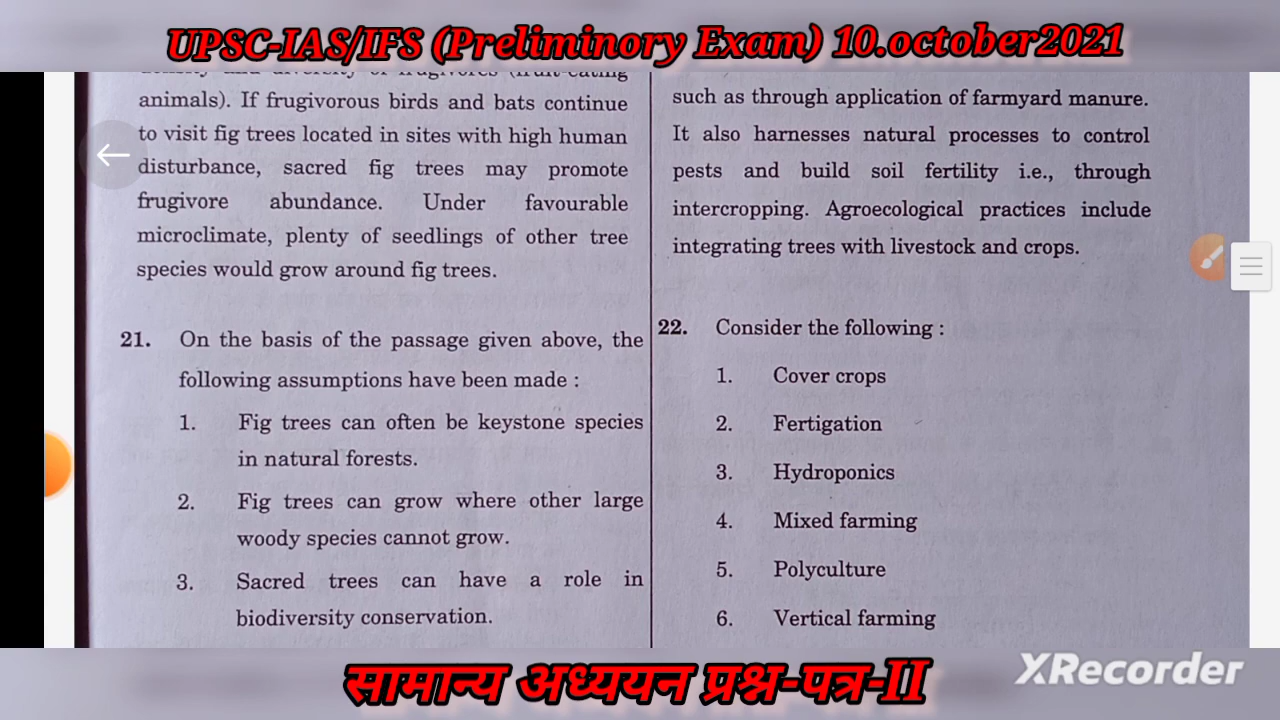 UPSC-IAS/IFS (Preliminory Exam) 10.october2021
density and diversity of frugivores (fruit-eating
animals). If frugivorous birds and bats continue
to visit fig trees located in sites with high human
disturbance, sacred fig trees may promote
frugivore abundance. Under favourable
microclimate, plenty of seedlings of other tree
species would grow around fig trees.
21. On the basis of the passage given above, the
following assumptions have been made :
1. Fig trees can often be keystone species
in natural forests.
2. Fig trees can grow where other large
woody species cannot grow.
3. Sacred trees can have a role in
biodiversity conservation.
such as through application of farmyard manure.
It also harnesses natural processes to control
pests and build soil fertility i.e., through
intercropping. Agroecological practices include
integrating trees with livestock and crops.
22. Consider the following :
1. Cover crops
2. Fertigation
3. Hydroponics
4. Mixed farming
5. Polyculture
6. Vertical farming
सामान्य अध्ययन प्रश्न-पत्र-II
XRecorder